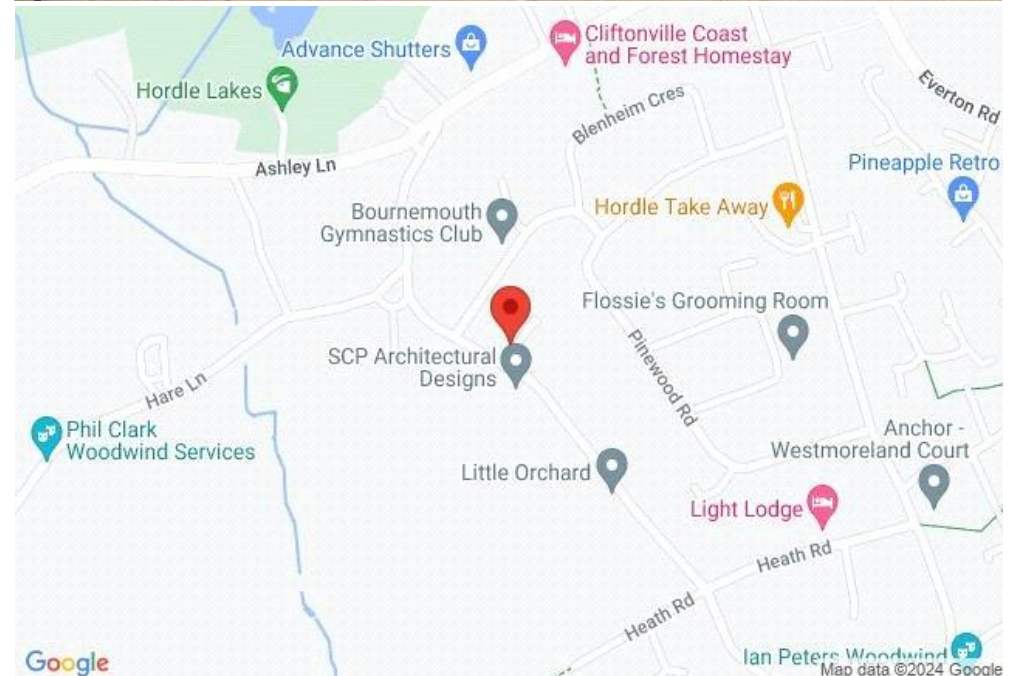 Cliftonville Coast
and Forest Homestay
Advance Shutters
Hordle Lakes
Everton Rd
Blenheim Cres
Ashley Ln
Pineapple Retro
Hordle Take Away
Bournemouth
Gymnastics Club
Flossie's Grooming Room
SCP Architectural
Designs
Pinewood Rd
Hare Ln
Phil Clark
Woodwind Services
Anchor -
Westmoreland Court
Little Orchard
Light Lodge
Heath Rd
Heath Rd
Ian Peters Woodwind
Google
Map data ©2024 Google